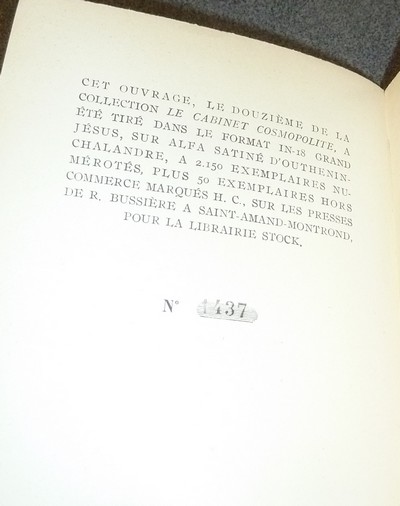 CET OUVRAGE, LE DOUZIÈME DE LA
COLLECTION LE CABINET COSMOPOLITE, A
ÉTÉ TIRÉ DANS LE FORMAT IN-18 GRAND
JÉSUS, SUR ALFA SATINÉ D'OUTHENIN-
CHALANDRE, A 2.150 EXEMPLAIRES NU-
MÉROTÉS, PLUS 50 EXEMPLAIRES HORS
COMMERCE MARQUÉS H. C., SUR LES PRESSES
DE R. BUSSIÈRE A SAINT-AMAND-MONTROND,
POUR LA LIBRAIRIE STOCK.
N° 1437